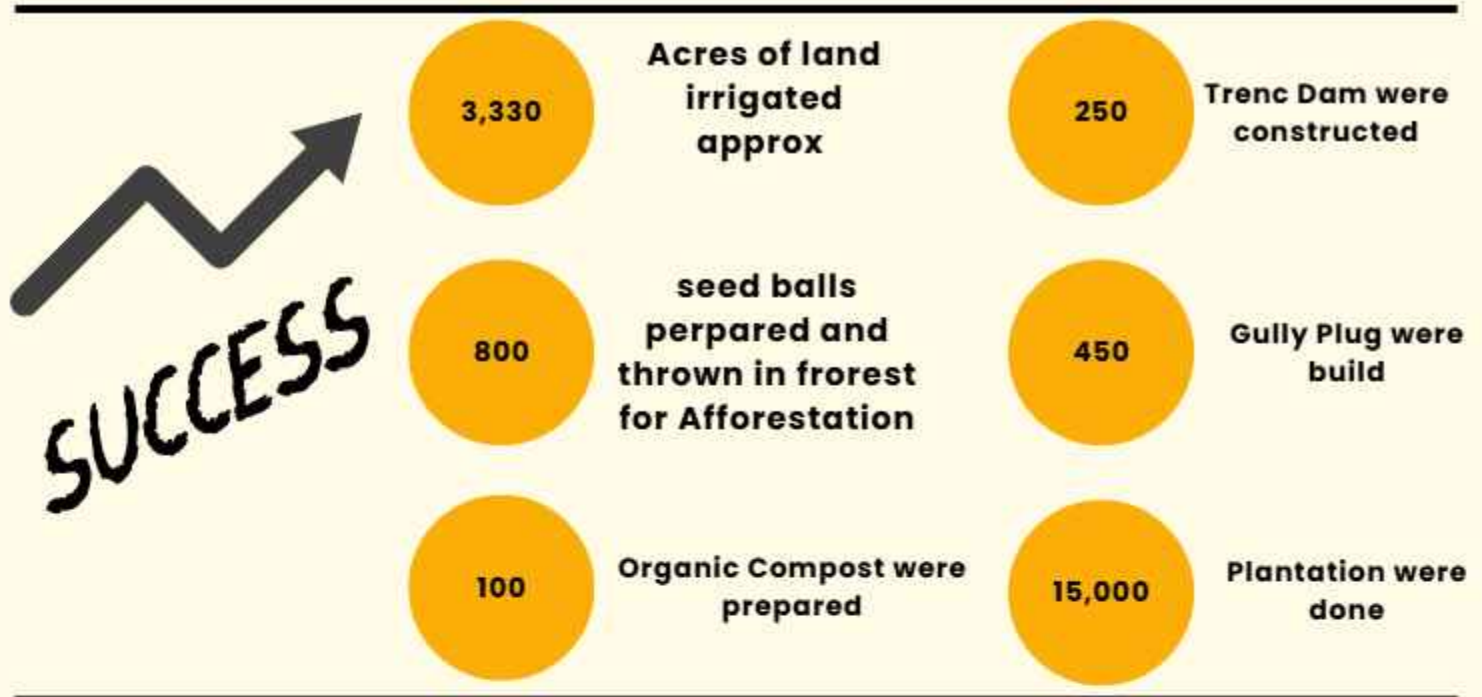 SUCCESS
3,330
Acres of land
irrigated
approx
250
Trenc Dam were
constructed
800
seed balls
perpared and
thrown in frorest
for Afforestation
450
Gully Plug were
build
100
Organic Compost were
prepared
15,000
Plantation were
done